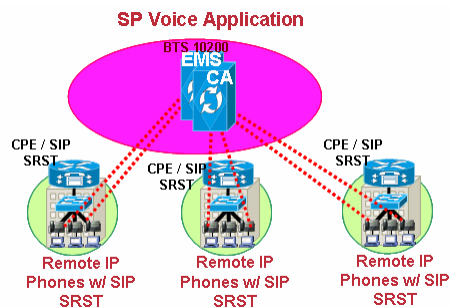 SP Voice Application
BTS 10200
EMS
CA
CPE / SIP
SRST
CPE / SIP
SRST
CPE / SIP
SRST
Remote IP
Phones w/ SIP
SRST
Remote IP
Phones w/ SIP
SRST
Remote IP
Phones w/ SIP
SRST